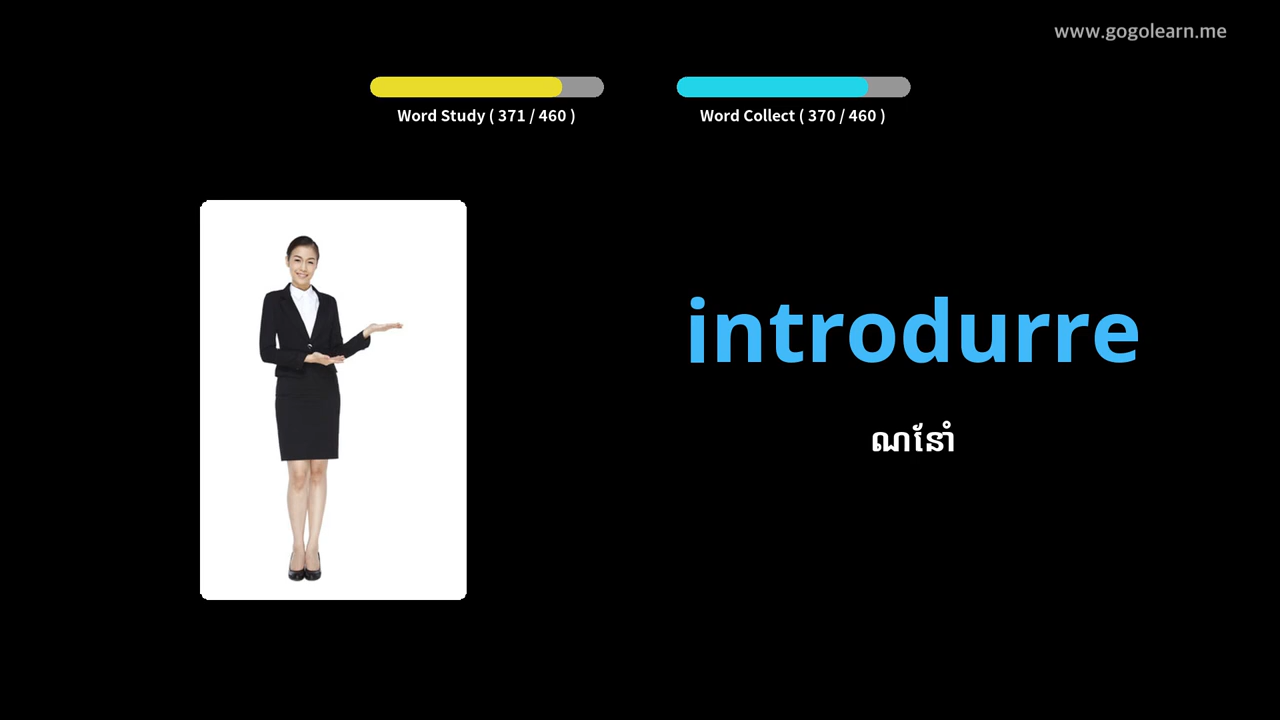 www.gogolearn.me
Word Study ( 371 / 460 )
Word Collect ( 370 / 460 )
introdurre
ណែនាំ